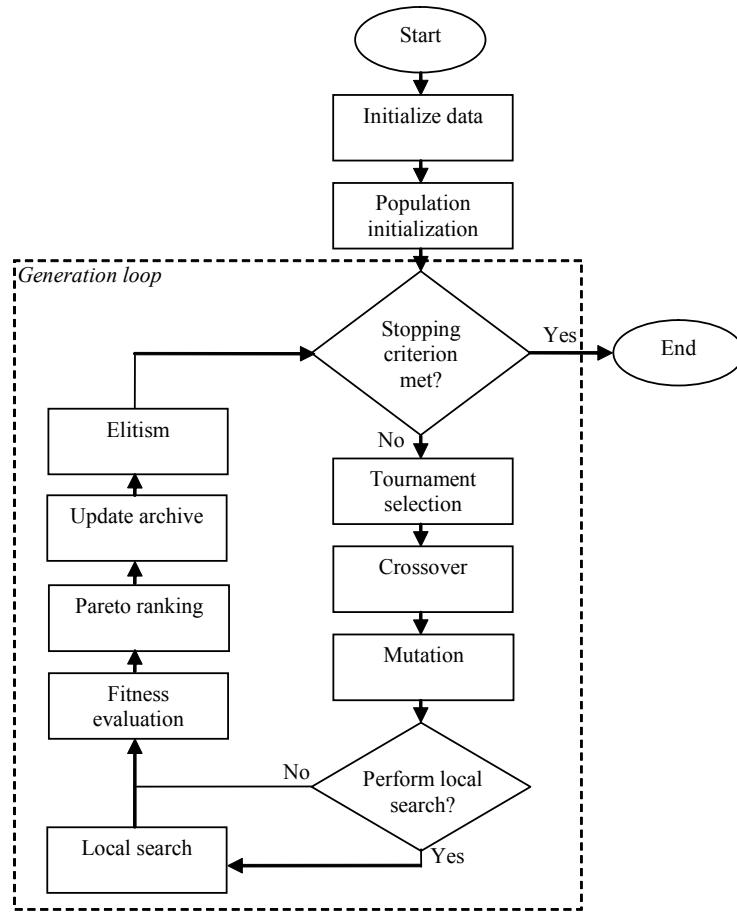 Start
Initialize data
Population
initialization
Generation loop
Stopping
criterion
met?
Yes
End
No
Tournament
selection
Crossover
Mutation
Perform local
search?
No
Yes
Local search
Fitness
evaluation
Pareto ranking
Update archive
Elitism